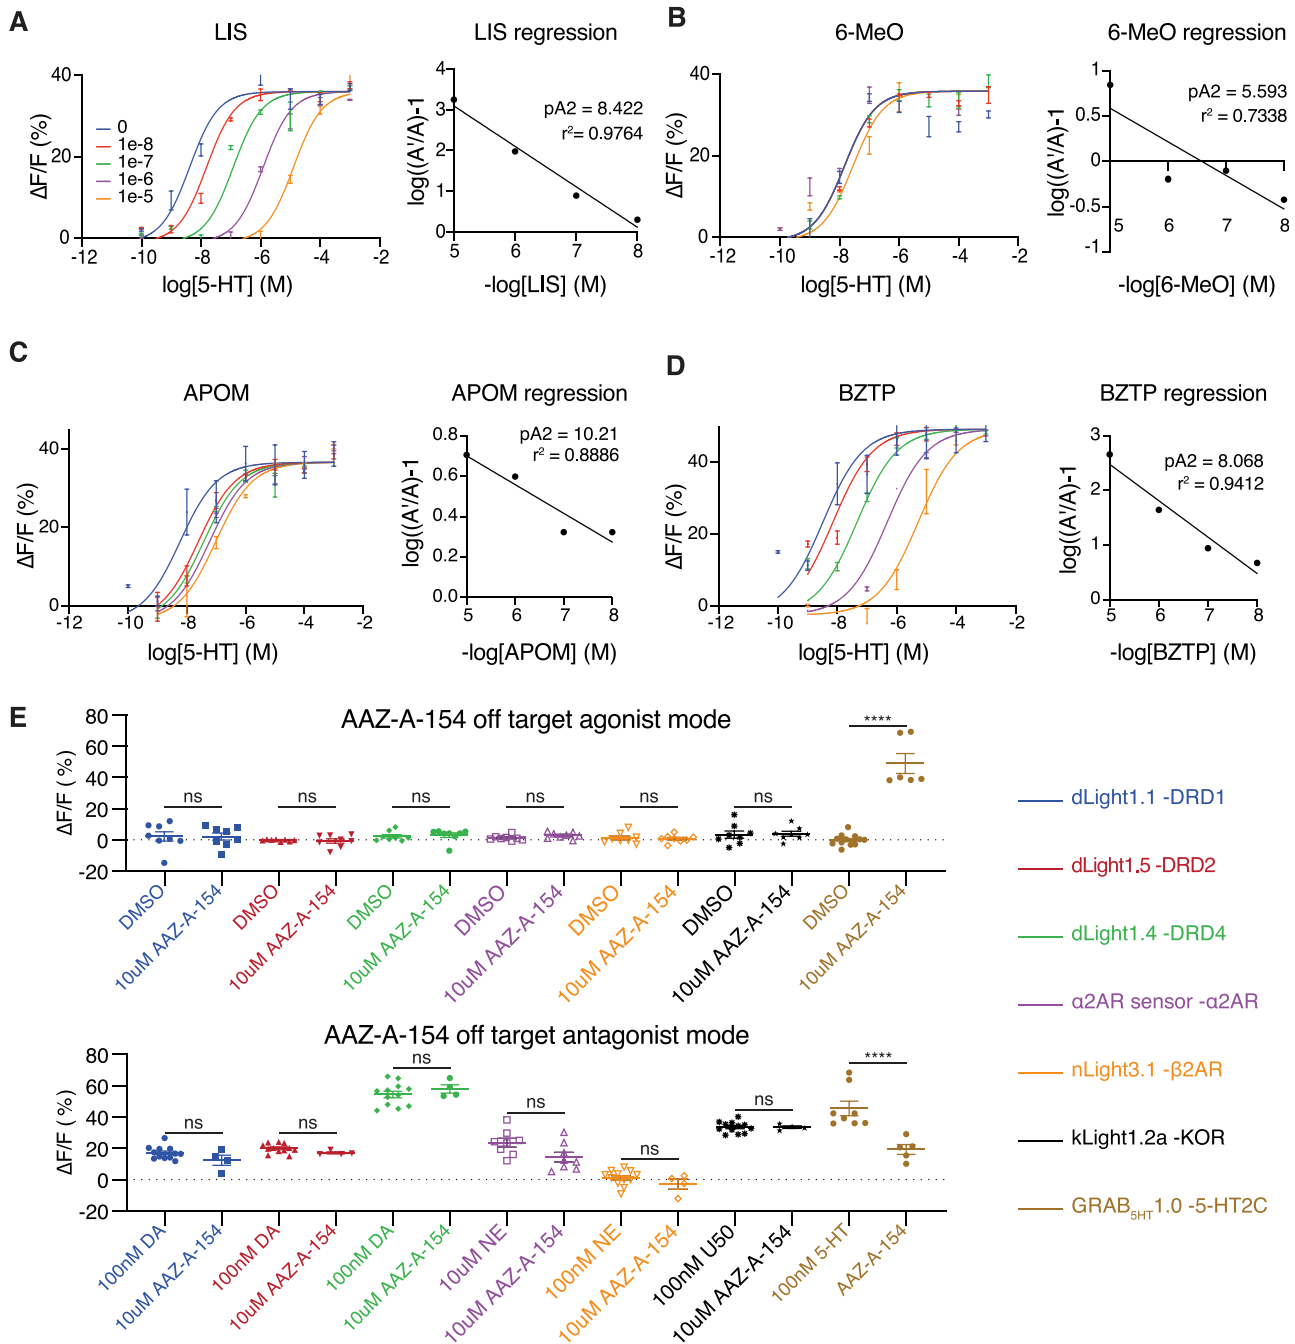 A
LIS
LIS regression
40
20
0
ΔF/F (%)
0
1e-8
1e-7
1e-6
1e-5
-12 -10 -8 -6 -4 -2
log[5-HT] (M)
4
3
2
1
0
log((A'/A)-1
pA2 = 8.422
r² = 0.9764
5 6 7 8
-log[LIS] (M)
B
6-MeO
6-MeO regression
40
20
0
ΔF/F (%)
-12 -10 -8 -6 -4 -2
log[5-HT] (M)
1
0.5
0
-0.5
-1
log((A'/A)-1
pA2 = 5.593
r² = 0.7338
5 6 7 8
-log[6-MeO] (M)
C
APOM
APOM regression
40
20
0
ΔF/F (%)
-12 -10 -8 -6 -4 -2
log[5-HT] (M)
0.8
0.6
0.4
0.2
0.0
log((A'/A)-1
pA2 = 10.21
r² = 0.8886
5 6 7 8
-log[APOM] (M)
D
BZTP
BZTP regression
40
20
0
ΔF/F (%)
-12 -10 -8 -6 -4 -2
log[5-HT] (M)
3
2
1
0
log((A'/A)-1
pA2 = 8.068
r² = 0.9412
5 6 7 8
-log[BZTP] (M)
E
AAZ-A-154 off target agonist mode
80
60
40
20
0
-20
ΔF/F (%)
ns ns ns ns ns ns ****
DMSO
10uM AAZ-A-154
DMSO
10uM AAZ-A-154
DMSO
10uM AAZ-A-154
DMSO
10uM AAZ-A-154
DMSO
10uM AAZ-A-154
DMSO
10uM AAZ-A-154
DMSO
10uM AAZ-A-154
AAZ-A-154 off target antagonist mode
80
60
40
20
0
-20
ΔF/F (%)
ns ns ns ns ns ns ****
100nM DA
10uM AAZ-A-154
100nM DA
10uM AAZ-A-154
100nM DA
10uM AAZ-A-154
10uM NE
10uM AAZ-A-154
100nM NE
10uM AAZ-A-154
100nM U50
10uM AAZ-A-154
100nM 5-HT
AAZ-A-154
dLight1.1 -DRD1
dLight1.5 -DRD2
dLight1.4 -DRD4
α2AR sensor -α2AR
nLight3.1 -β2AR
kLight1.2a -KOR
GRAB5HT1.0 -5-HT2C